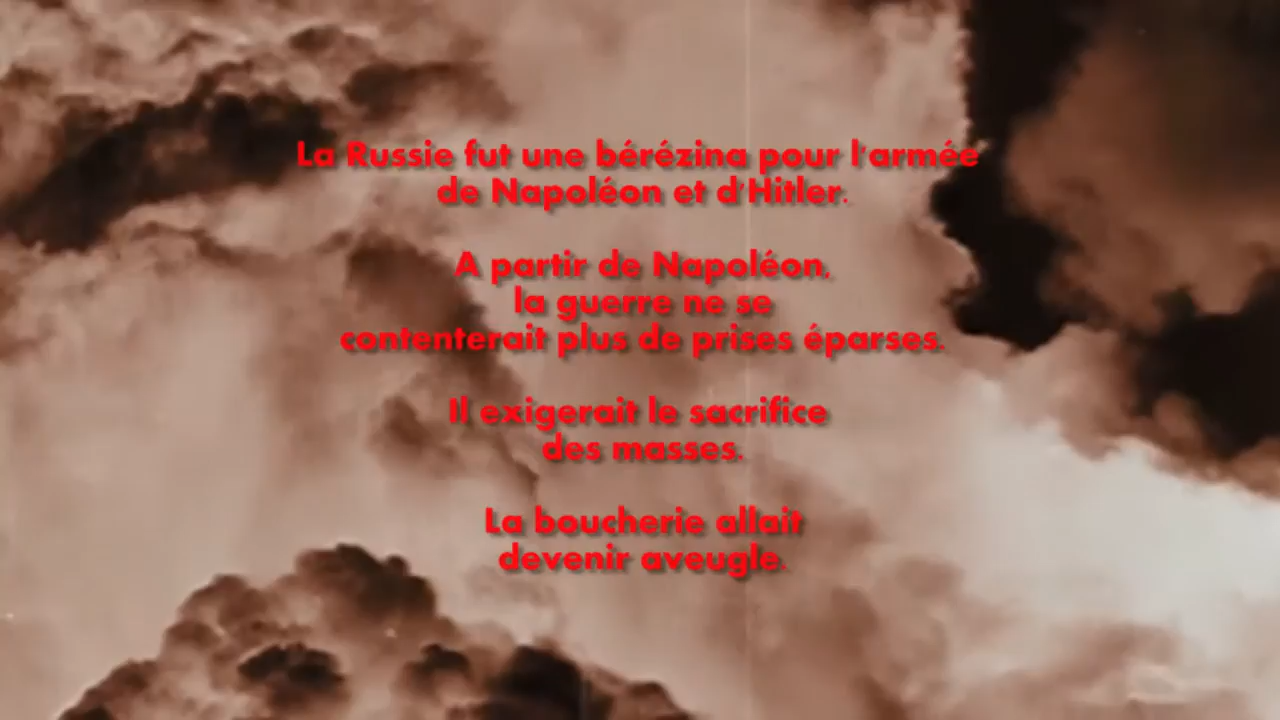 La Russie fut une bérézina pour l'armée
de Napoléon et d'Hitler.
A partir de Napoléon,
la guerre ne se
contenterait plus de prises éparses.
Il exigerait le sacrifice
des masses.
La boucherie allait
devenir aveugle.